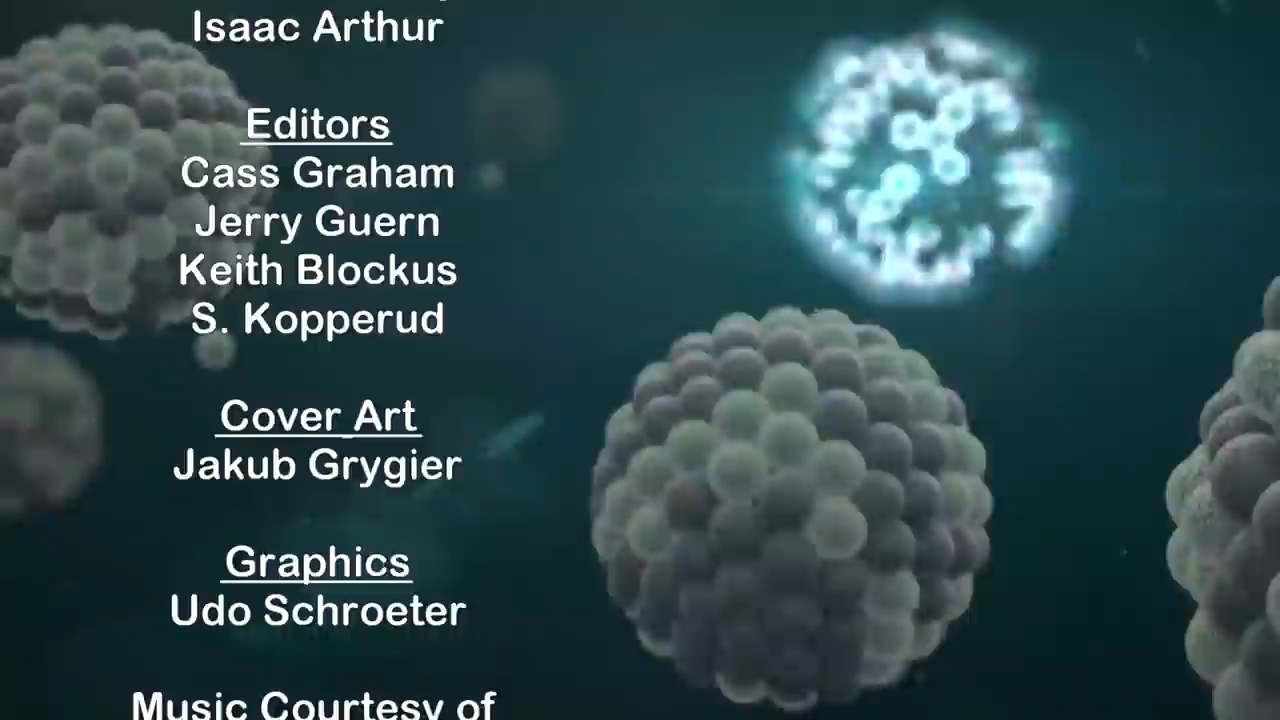 Isaac Arthur
Editors
Cass Graham
Jerry Guern
Keith Blockus
S. Kopperud
Cover Art
Jakub Grygier
Graphics
Udo Schroeter
Music Courtesy of